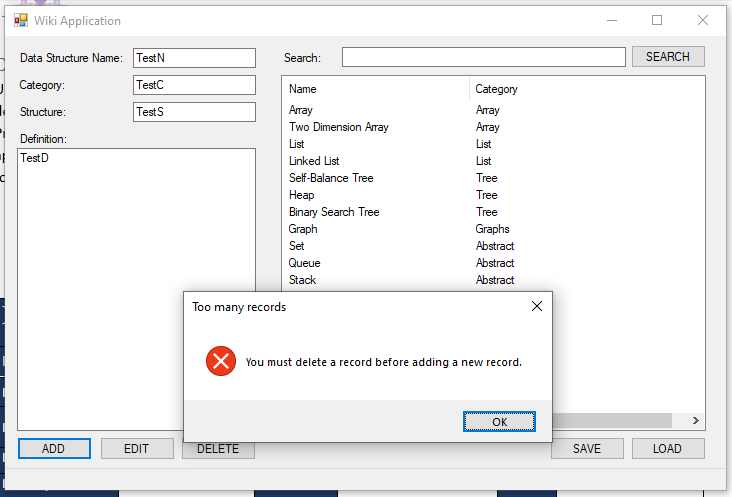 Wiki Application
Data Structure Name: TestN
Category: TestC
Structure: TestS
Definition:
TestD
Search: SEARCH
Name Category
Array Array
Two Dimension Array Array
List List
Linked List List
Self-Balance Tree Tree
Heap Tree
Binary Search Tree Tree
Graph Graphs
Set Abstract
Queue Abstract
Stack Abstract
Too many records
You must delete a record before adding a new record.
OK
ADD EDIT DELETE SAVE LOAD